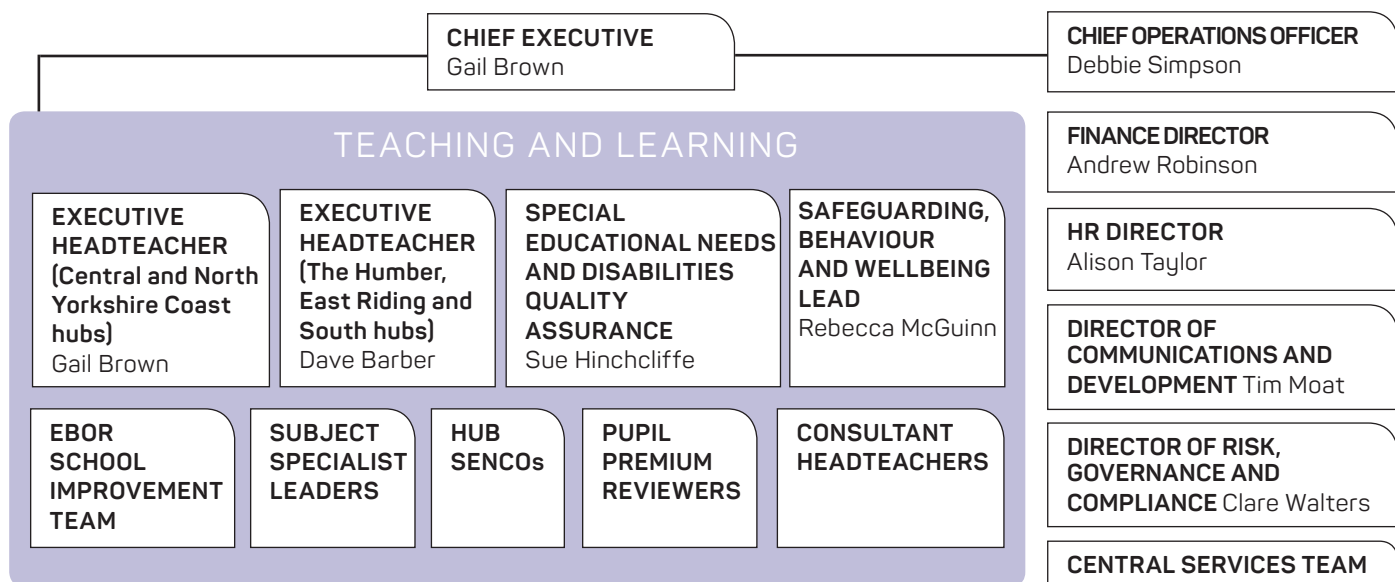 CHIEF EXECUTIVE
Gail Brown
CHIEF OPERATIONS OFFICER
Debbie Simpson
TEACHING AND LEARNING
EXECUTIVE
HEADTEACHER
(Central and North
Yorkshire Coast
hubs)
Gail Brown
EXECUTIVE
HEADTEACHER
(The Humber,
East Riding and
South hubs)
Dave Barber
SPECIAL
EDUCATIONAL NEEDS
AND DISABILITIES
QUALITY
ASSURANCE
Sue Hinchcliffe
SAFEGUARDING,
BEHAVIOUR
AND WELLBEING
LEAD
Rebecca McGuinn
EBOR
SCHOOL
IMPROVEMENT
TEAM
SUBJECT
SPECIALIST
LEADERS
HUB
SENCOs
PUPIL
PREMIUM
REVIEWERS
CONSULTANT
HEADTEACHERS
FINANCE DIRECTOR
Andrew Robinson
HR DIRECTOR
Alison Taylor
DIRECTOR OF
COMMUNICATIONS AND
DEVELOPMENT Tim Moat
DIRECTOR OF RISK,
GOVERNANCE AND
COMPLIANCE Clare Walters
CENTRAL SERVICES TEAM